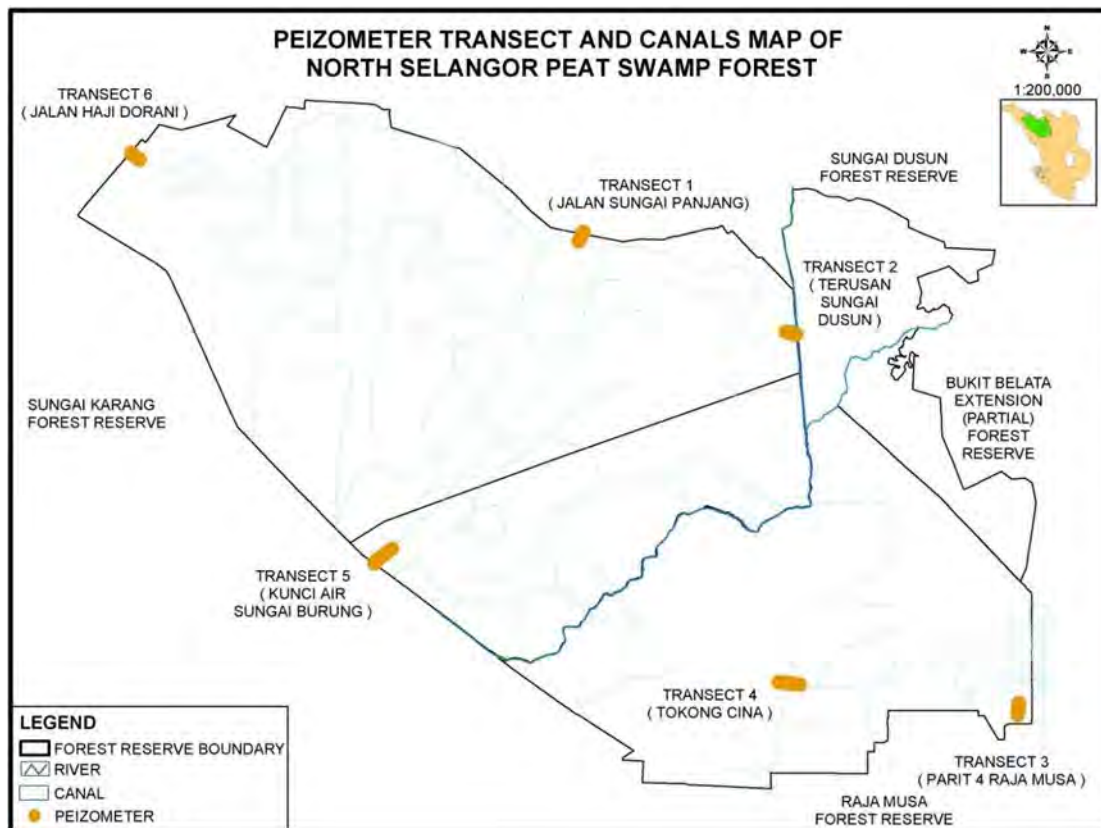 PEIZOMETER TRANSECT AND CANALS MAP OF
NORTH SELANGOR PEAT SWAMP FOREST
N
W
E
S
1:200,000
TRANSECT 6
( JALAN HAJI DORANI )
TRANSECT 1
( JALAN SUNGAI PANJANG)
SUNGAI DUSUN
FOREST RESERVE
TRANSECT 2
( TERUSAN
SUNGAI
DUSUN )
BUKIT BELATA
EXTENSION
(PARTIAL)
FOREST
RESERVE
SUNGAI KARANG
FOREST RESERVE
TRANSECT 5
( KUNCI AIR
SUNGAI BURUNG )
TRANSECT 4
( TOKONG CINA )
TRANSECT 3
( PARIT 4 RAJA MUSA )
RAJA MUSA
FOREST RESERVE
LEGEND
FOREST RESERVE BOUNDARY
RIVER
CANAL
PEIZOMETER